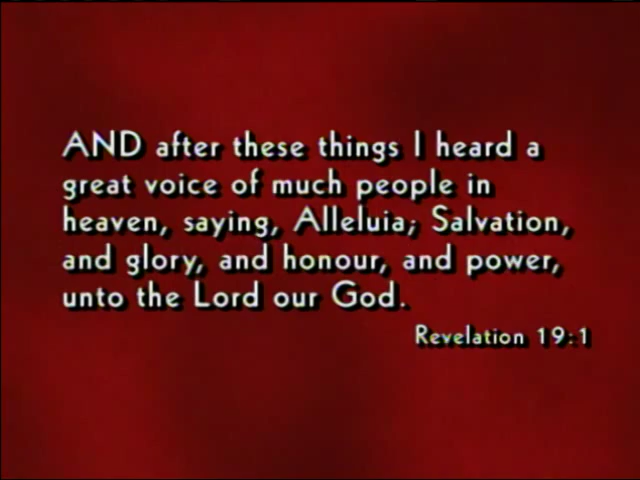 AND after these things I heard a
great voice of much people in
heaven, saying, Alleluia; Salvation,
and glory, and honour, and power,
unto the Lord our God.
Revelation 19:1